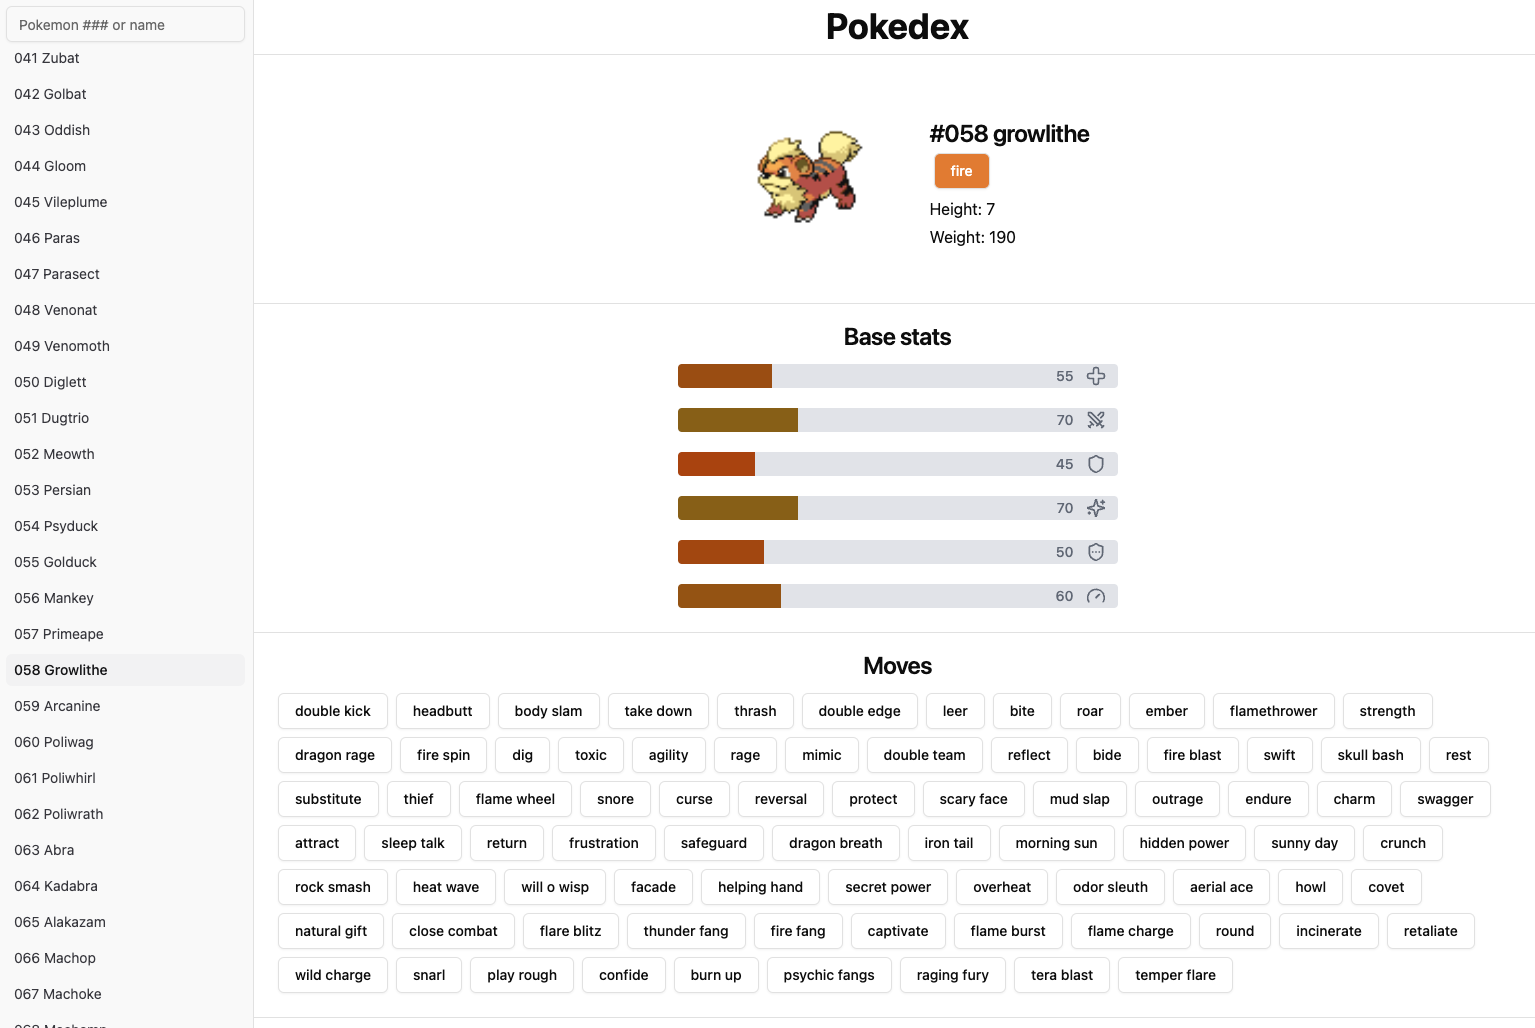 Pokemon ### or name
041 Zubat
042 Golbat
043 Oddish
044 Gloom
045 Vileplume
046 Paras
047 Parasect
048 Venonat
049 Venomoth
050 Diglett
051 Dugtrio
052 Meowth
053 Persian
054 Psyduck
055 Golduck
056 Mankey
057 Primeape
058 Growlithe
059 Arcanine
060 Poliwag
061 Poliwhirl
062 Poliwrath
063 Abra
064 Kadabra
065 Alakazam
066 Machop
067 Machoke
068 Machamp
Pokedex
#058 growlithe
fire
Height: 7
Weight: 190
Base stats
55
70
45
70
50
60
Moves
double kick headbutt body slam take down thrash double edge leer bite roar ember flamethrower strength
dragon rage fire spin dig toxic agility rage mimic double team reflect bide fire blast swift skull bash rest
substitute thief flame wheel snore curse reversal protect scary face mud slap outrage endure charm swagger
attract sleep talk return frustration safeguard dragon breath iron tail morning sun hidden power sunny day crunch
rock smash heat wave will o wisp facade helping hand secret power overheat odor sleuth aerial ace howl covet
natural gift close combat flare blitz thunder fang fire fang captivate flame burst flame charge round incinerate retaliate
wild charge snarl play rough confide burn up psychic fangs raging fury tera blast temper flare